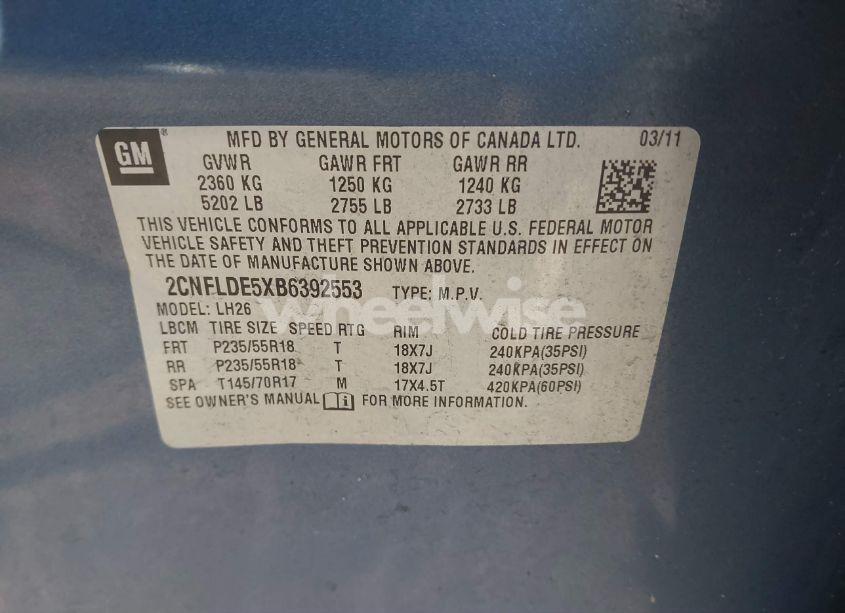 GM® MFD BY GENERAL MOTORS OF CANADA LTD. 03/11
GVWR GAWR FRT GAWR RR
2360 KG 1250 KG 1240 KG
5202 LB 2755 LB 2733 LB
THIS VEHICLE CONFORMS TO ALL APPLICABLE U.S. FEDERAL MOTOR
VEHICLE SAFETY AND THEFT PREVENTION STANDARDS IN EFFECT ON
THE DATE OF MANUFACTURE SHOWN ABOVE.
2CNFLDE5XB6392553 TYPE: M.P.V.
wheelwise
MODEL: LH26
LBCM TIRE SIZE SPEED RTG RIM COLD TIRE PRESSURE
FRT P235/55R18 T 18X7J 240KPA(35PSI)
RR P235/55R18 T 18X7J 240KPA(35PSI)
SPA T145/70R17 M 17X4.5T 420KPA(60PSI)
SEE OWNER'S MANUAL i FOR MORE INFORMATION.